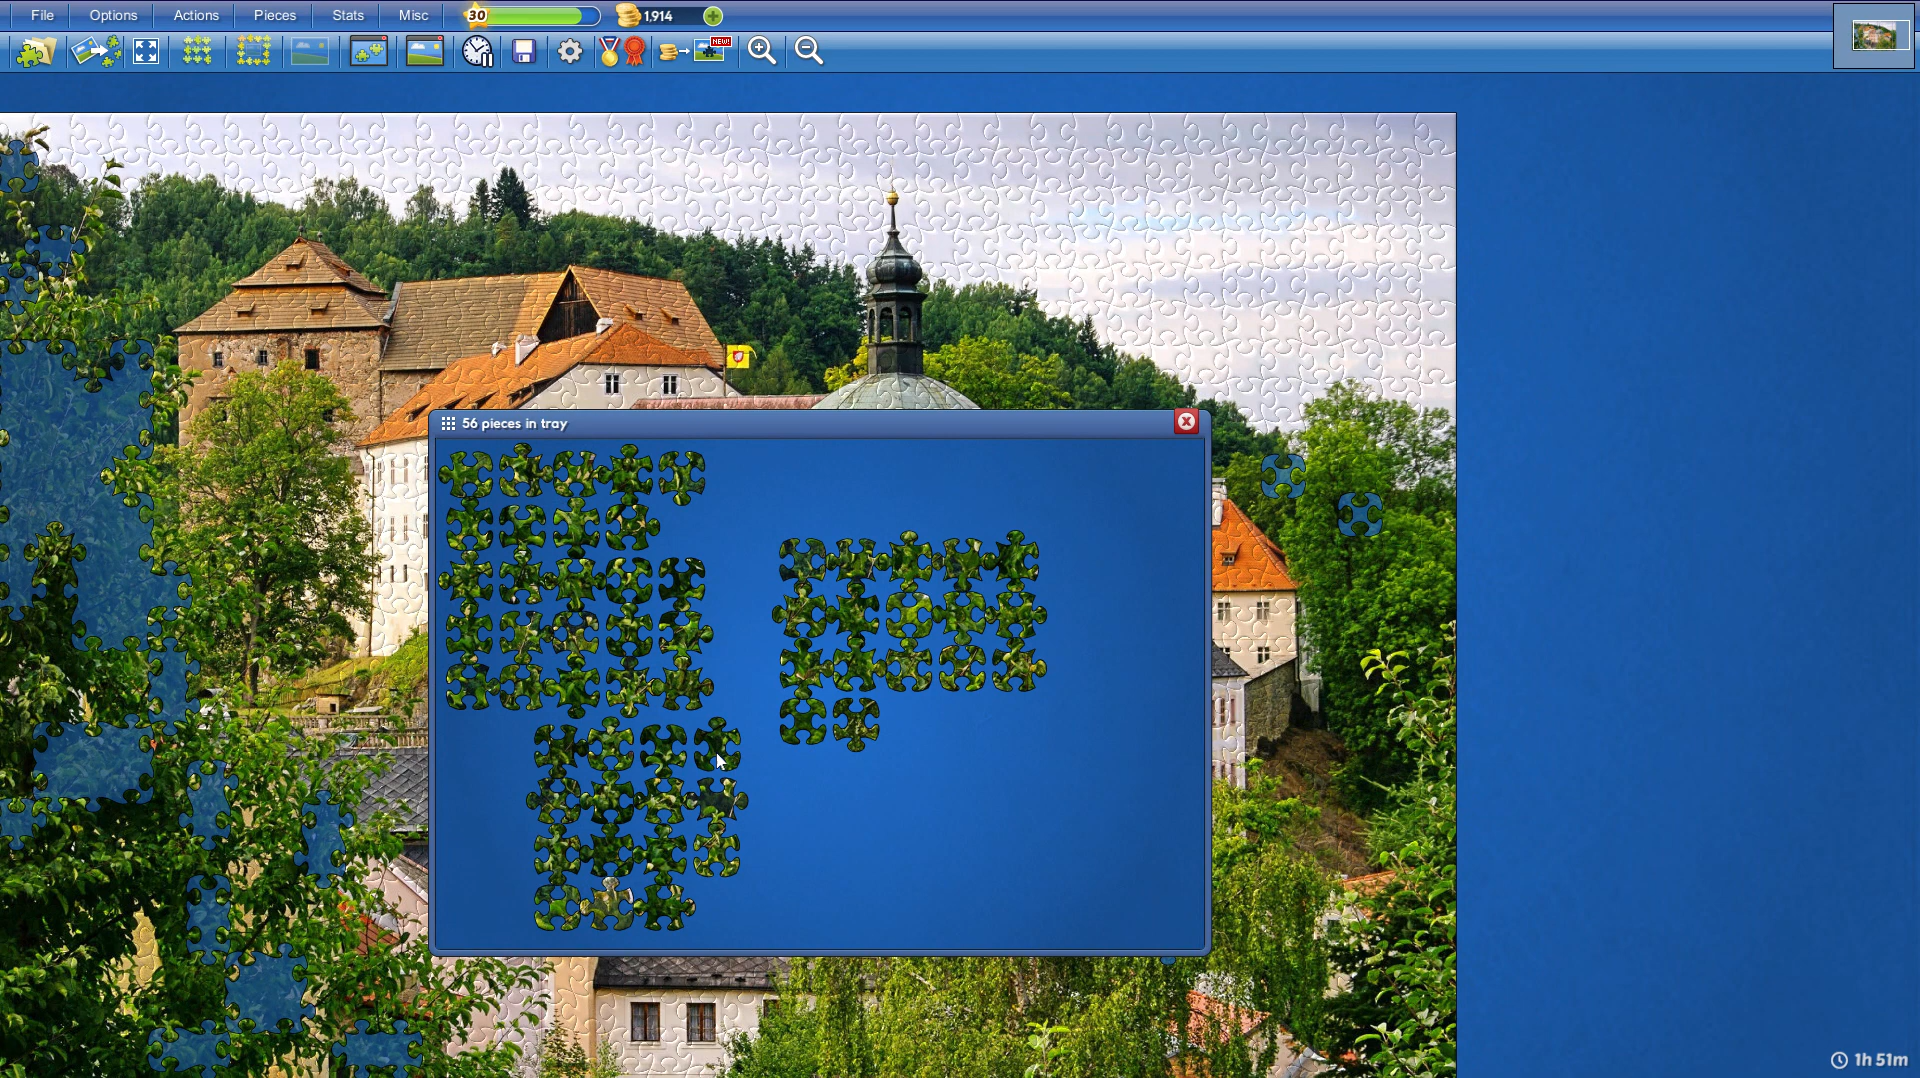 File Options Actions Pieces Stats Misc 30 1,914
NEW!
56 pieces in tray
1h 51m